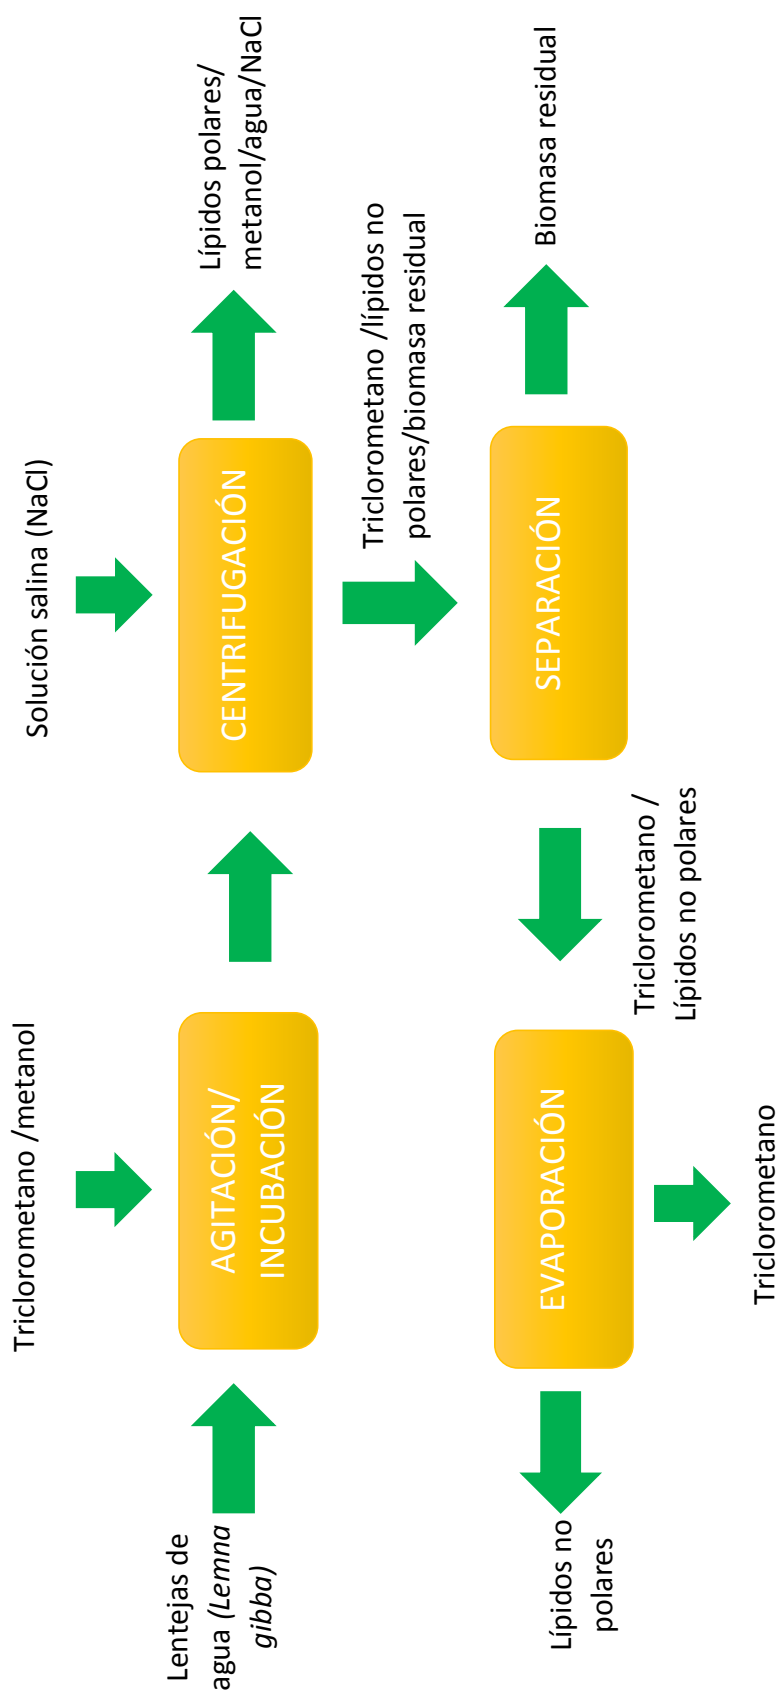 Triclorometano /metanol
Solución salina (NaCl)
Lentejas de
agua (Lemna
gibba)
AGITACIÓN/
INCUBACIÓN
CENTRIFUGACIÓN
Lípidos polares/
metanol/agua/NaCl
Triclorometano /lípidos no
polares/biomasa residual
Lípidos no
polares
EVAPORACIÓN
Triclorometano /
Lípidos no polares
SEPARACIÓN
Biomasa residual
Triclorometano